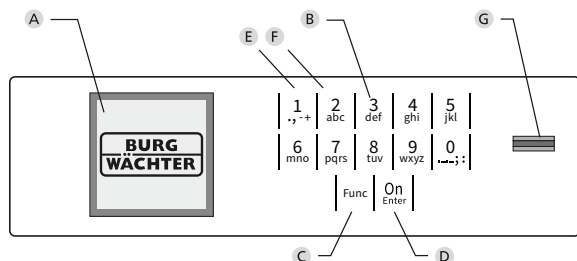 A
E F
B
G
BURG
WÄCHTER
1 2 3 4 5
.,-+ abc def ghi jkl
6 7 8 9 0
mno pqrs tuv wxyz
Func On
Enter
C
D